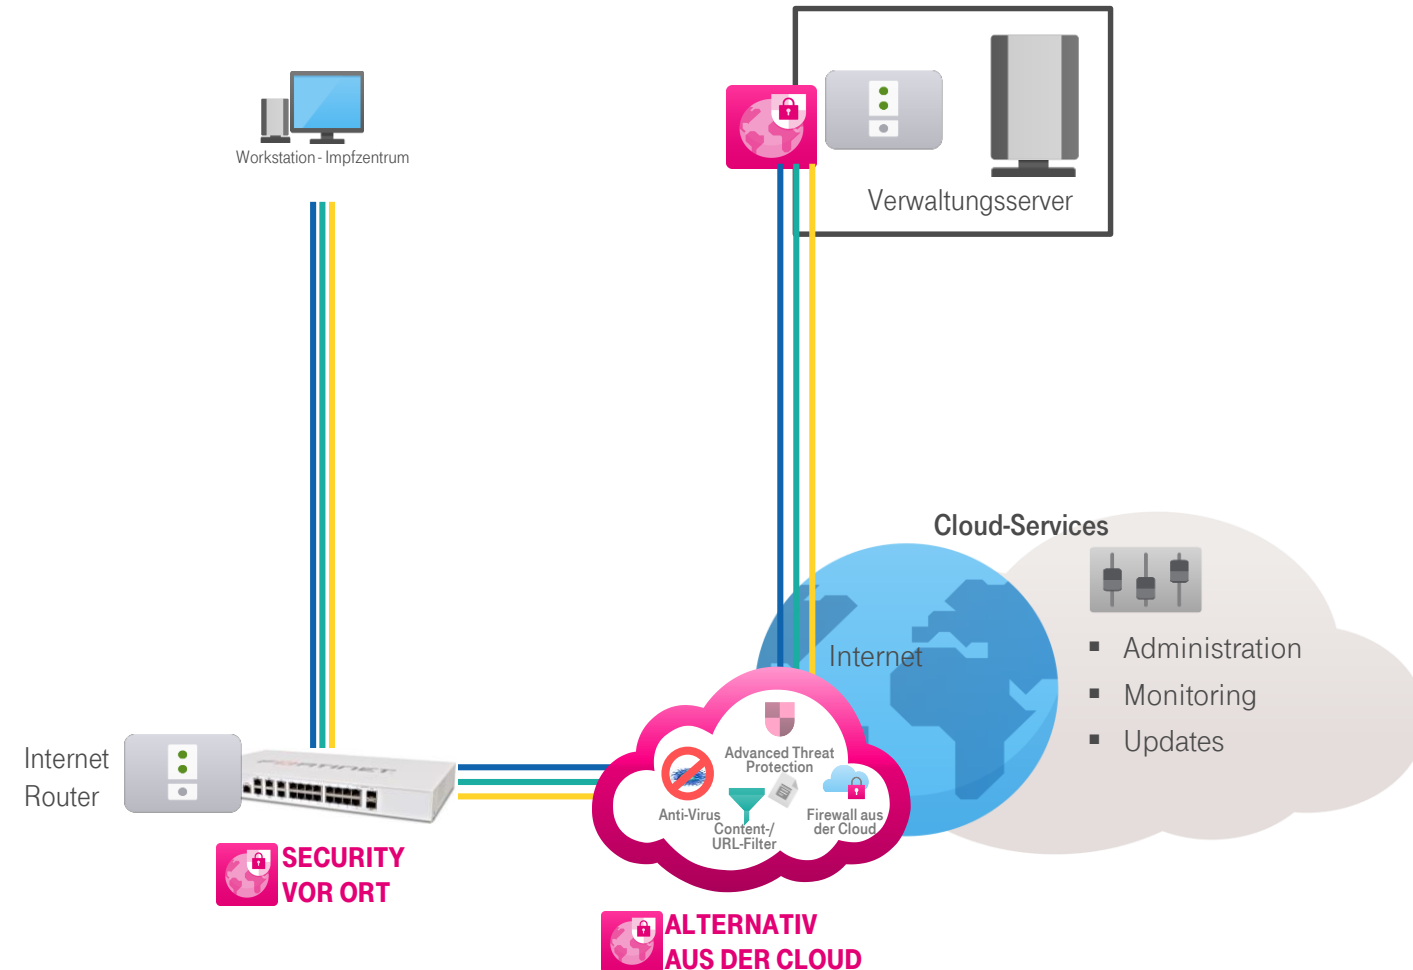 Workstation - Impfzentrum
Verwaltungsserver
Cloud-Services
Internet
Administration
Monitoring
Updates
Internet
Router
FORTINET
Advanced Threat
Protection
Anti-Virus
Content-/
URL-Filter
Firewall aus
der Cloud
SECURITY
VOR ORT
ALTERNATIV
AUS DER CLOUD